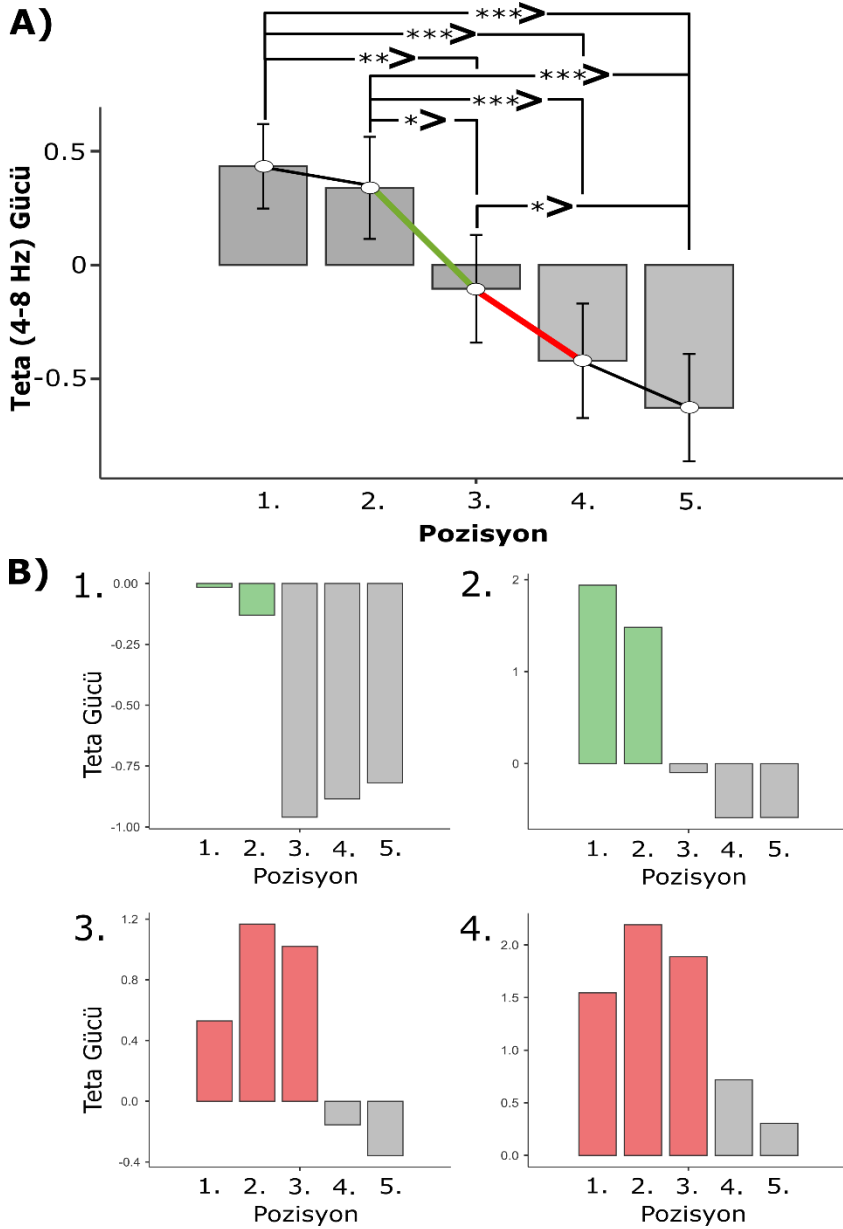 A)
***>
***>
**>
***>
***>
*>
*>
Teta (4-8 Hz) Gücü
0.5
0
-0.5
1. 2. 3. 4. 5.
Pozisyon
B)
1.
Teta Gücü
0.00
-0.25
-0.50
-0.75
-1.00
1. 2. 3. 4. 5.
Pozisyon
2.
2
1
0
1. 2. 3. 4. 5.
Pozisyon
3.
Teta Gücü
1.2
0.8
0.4
0.0
-0.4
1. 2. 3. 4. 5.
Pozisyon
4.
2.0
1.5
1.0
0.5
0.0
1. 2. 3. 4. 5.
Pozisyon